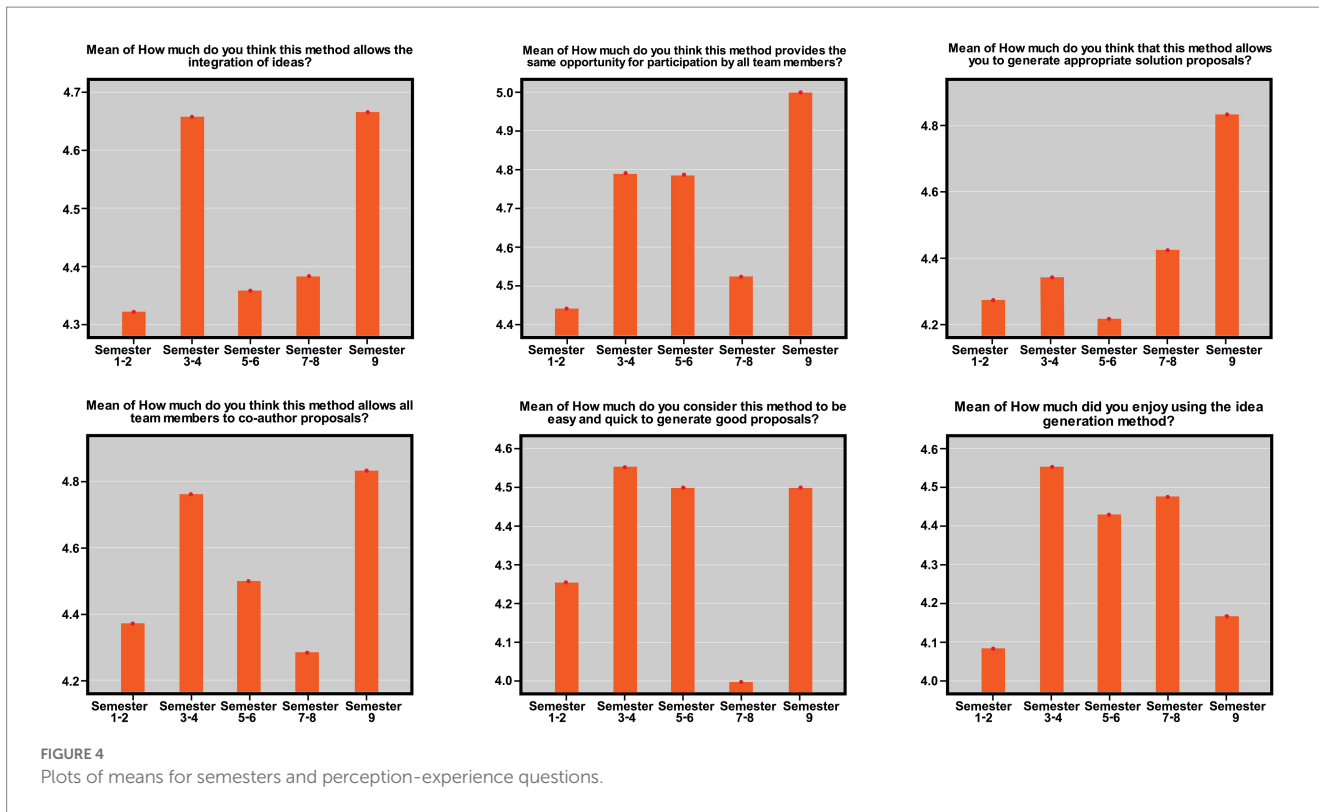 Mean of How much do you think this method allows the
integration of ideas?
4.7
4.6
4.5
4.4
4.3
Semester
1-2
Semester
3-4
Semester
5-6
Semester
7-8
Semester
9
Mean of How much do you think this method provides the
same opportunity for participation by all team members?
5.0
4.9
4.8
4.7
4.6
4.5
4.4
Semester
1-2
Semester
3-4
Semester
5-6
Semester
7-8
Semester
9
Mean of How much do you think that this method allows
you to generate appropriate solution proposals?
4.8
4.6
4.4
4.2
Semester
1-2
Semester
3-4
Semester
5-6
Semester
7-8
Semester
9
Mean of How much do you think this method allows all
team members to co-author proposals?
4.8
4.6
4.4
4.2
Semester
1-2
Semester
3-4
Semester
5-6
Semester
7-8
Semester
9
Mean of How much do you consider this method to be
easy and quick to generate good proposals?
4.6
4.5
4.4
4.3
4.2
4.1
4.0
Semester
1-2
Semester
3-4
Semester
5-6
Semester
7-8
Semester
9
Mean of How much did you enjoy using the idea
generation method?
4.6
4.5
4.4
4.3
4.2
4.1
4.0
Semester
1-2
Semester
3-4
Semester
5-6
Semester
7-8
Semester
9
FIGURE 4
Plots of means for semesters and perception-experience questions.